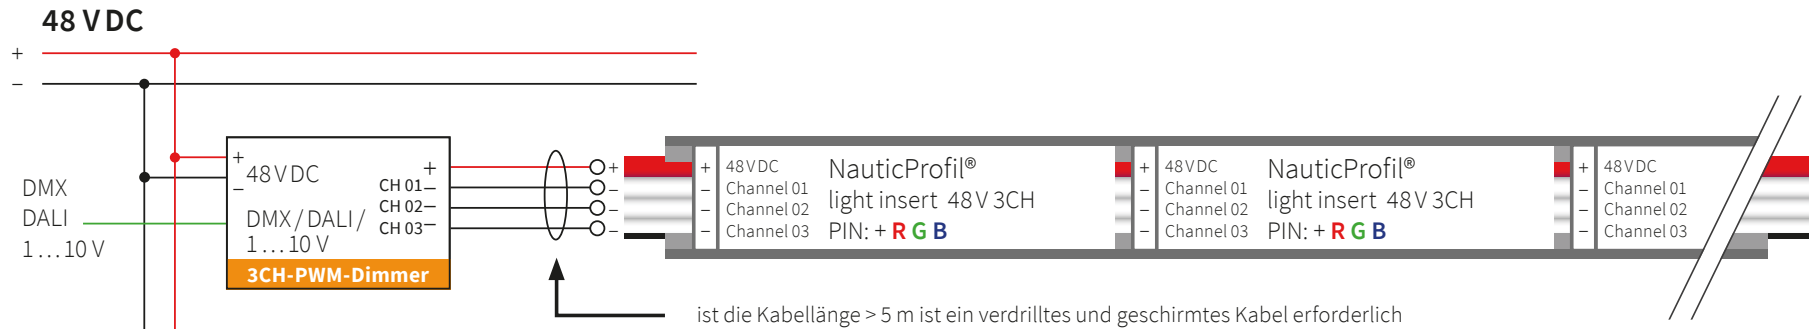 48 V DC
+
–
DMX
DALI
1 … 10 V
+
–
48 V DC
DMX / DALI /
1 … 10 V
+
CH 01 –
CH 02 –
CH 03 –
3CH-PWM-Dimmer
+
–
–
–
+ 48 V DC
– Channel 01
– Channel 02
– Channel 03
NauticProfil®
light insert 48 V 3CH
PIN: + R G B
+ 48 V DC
– Channel 01
– Channel 02
– Channel 03
NauticProfil®
light insert 48 V 3CH
PIN: + R G B
+ 48 V DC
– Channel 01
– Channel 02
– Channel 03
ist die Kabellänge > 5 m ist ein verdrilltes und geschirmtes Kabel erforderlich